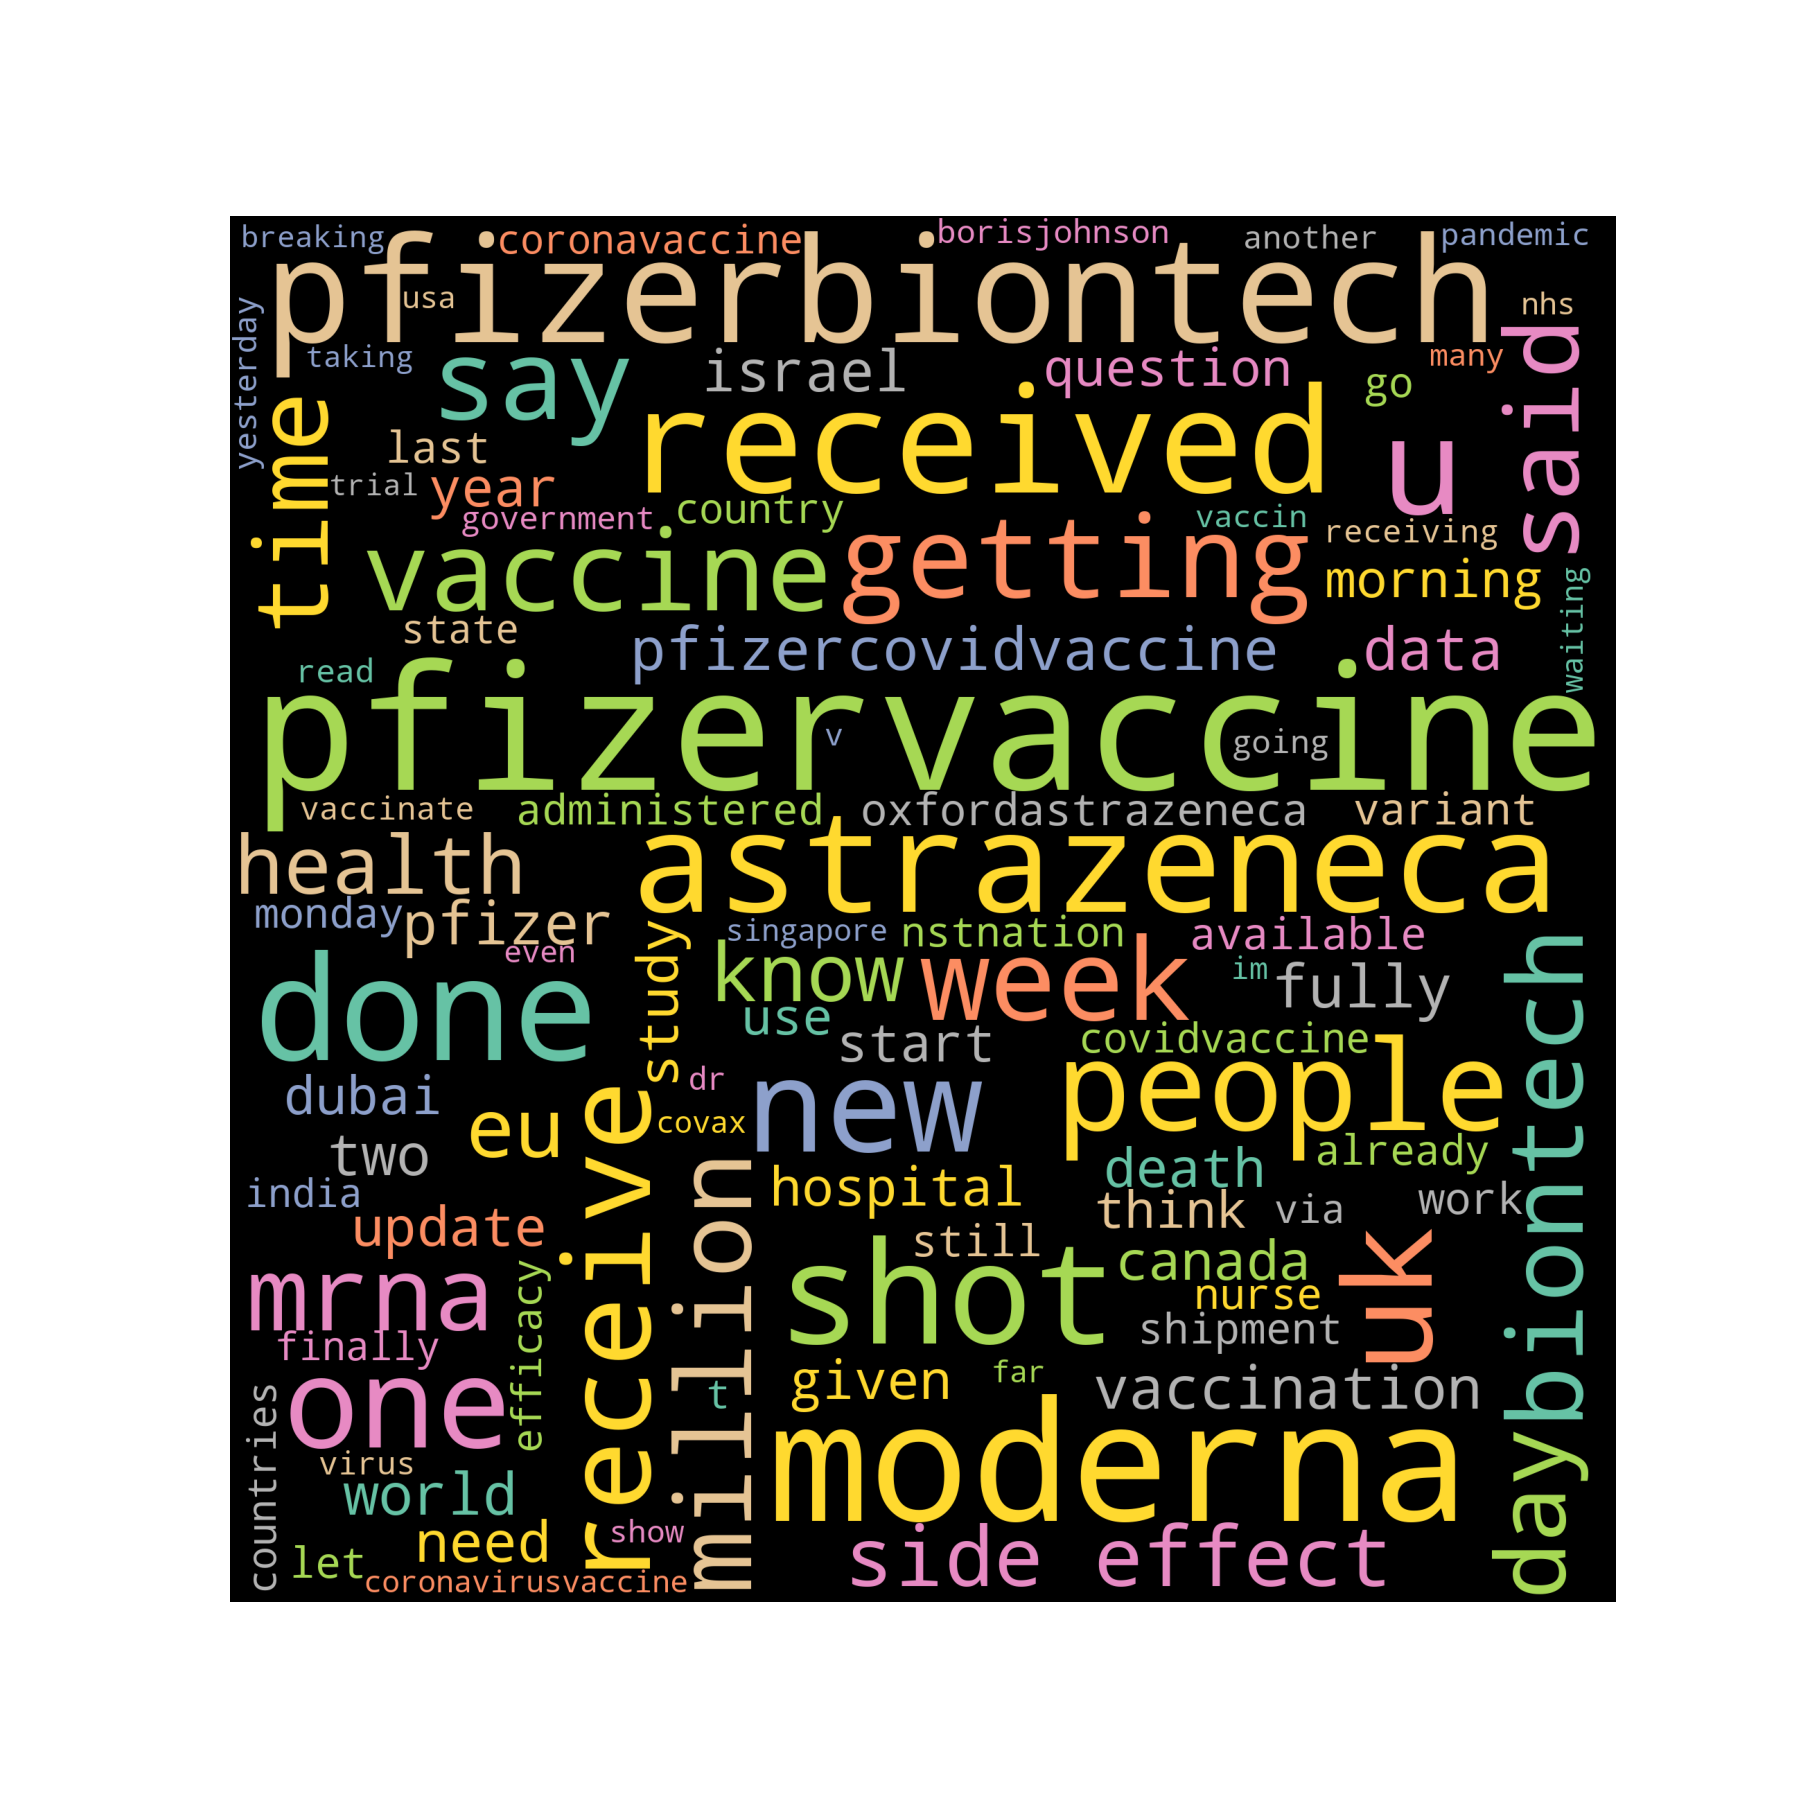 breaking
coronavaccine
borisjohnson
another
pandemic
pfizerbiontech
usa
nhs
yesterday
taking
say
israel
question
many
said
go
time
received
u
last
trial
year
government
country
vaccin
receiving
vaccine
getting
morning
waiting
state
pfizercovidvaccine
data
read
pfizervaccine
v
going
vaccinate
administered
oxfordastrazeneca
variant
health
astrazeneca
monday
pfizer
even
study
singapore
nstnation
available
biontech
done
know
week
im
fully
use
start
covidvaccine
dubai
dr
new
people
eu
covax
two
receive
million
death
already
india
hospital
think
via
work
update
still
canada
uk
mrna
efficacy
shot
nurse
finally
shipment
one
t
given
far
vaccination
countries
virus
world
moderna
day
need
show
side effect
let
coronavirusvaccine